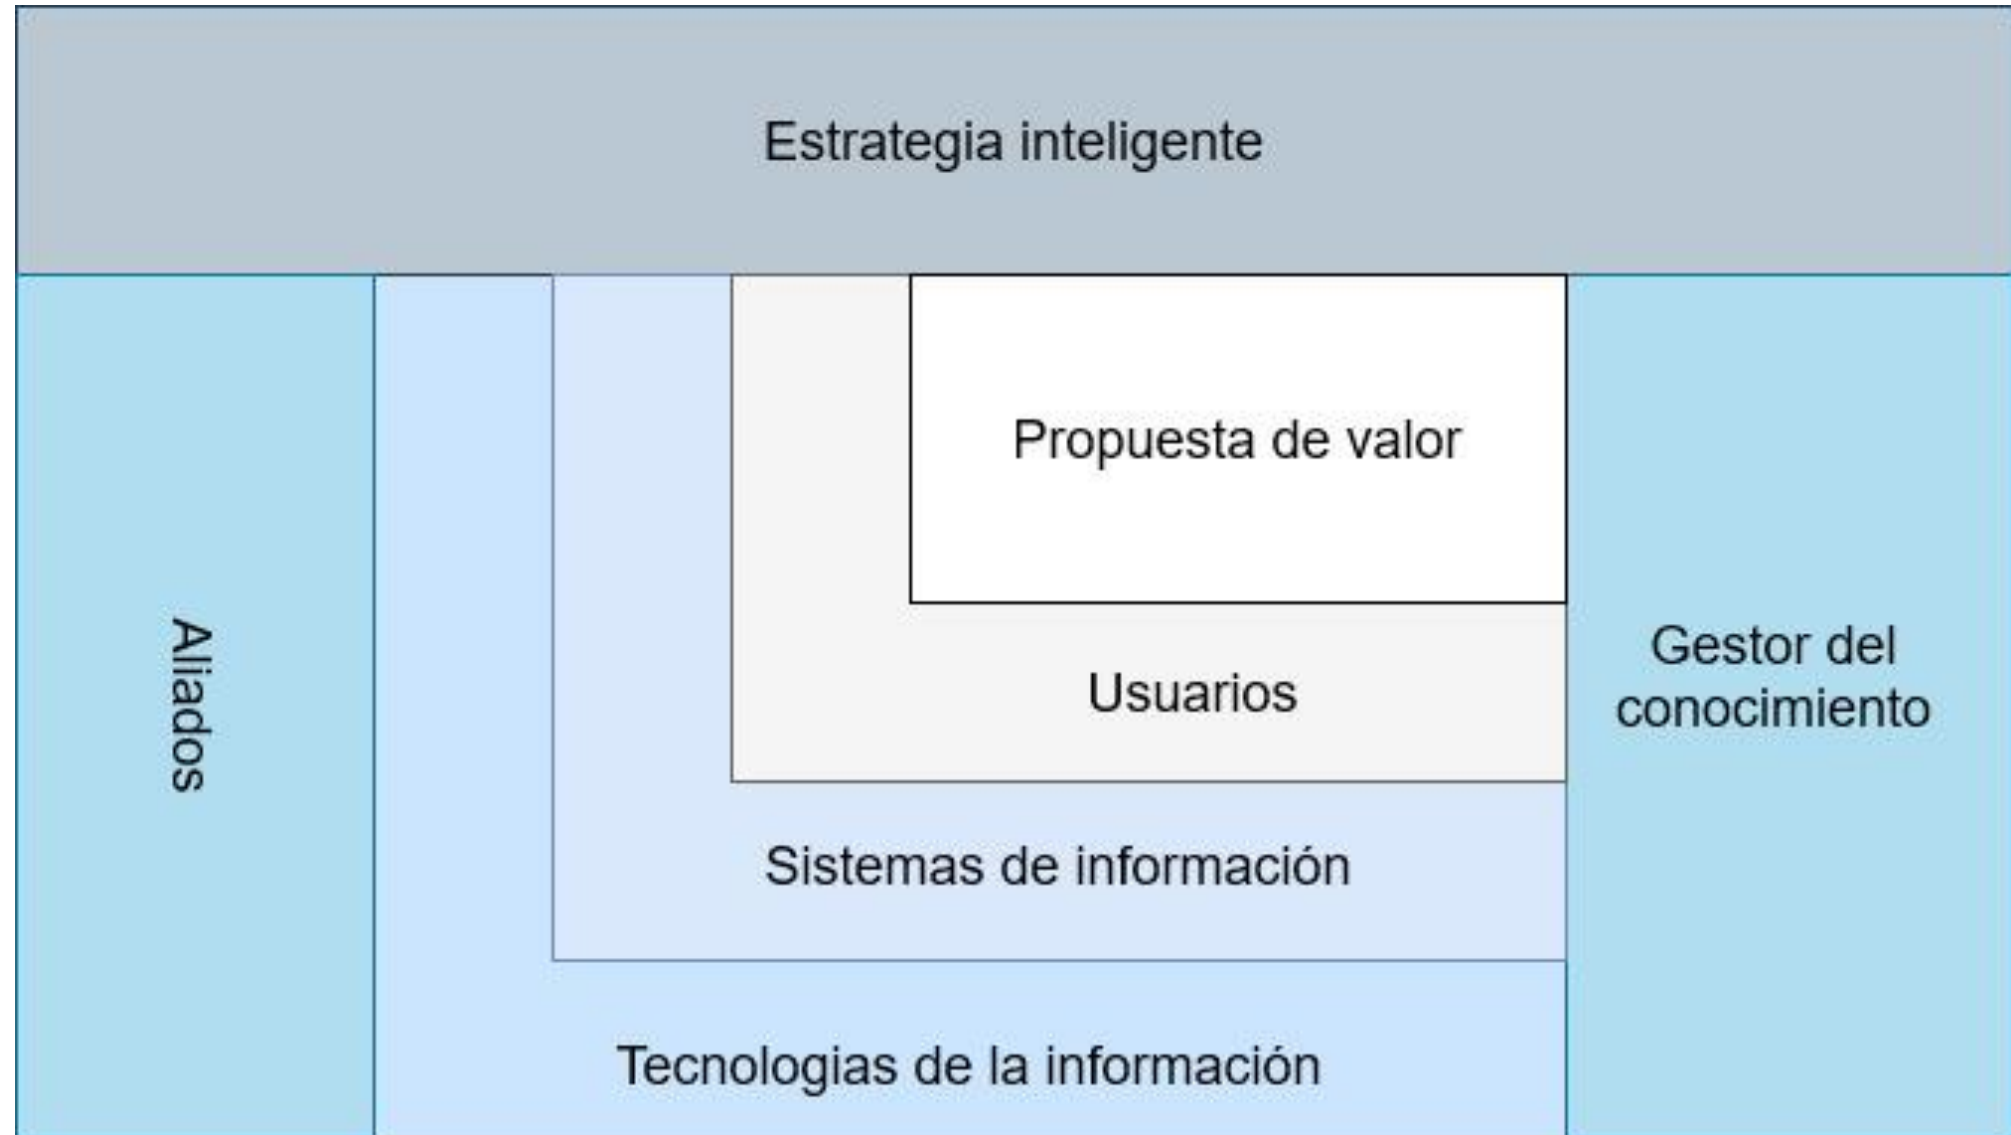 Estrategia inteligente
Propuesta de valor
Aliados
Usuarios
Gestor del
conocimiento
Sistemas de información
Tecnologias de la información